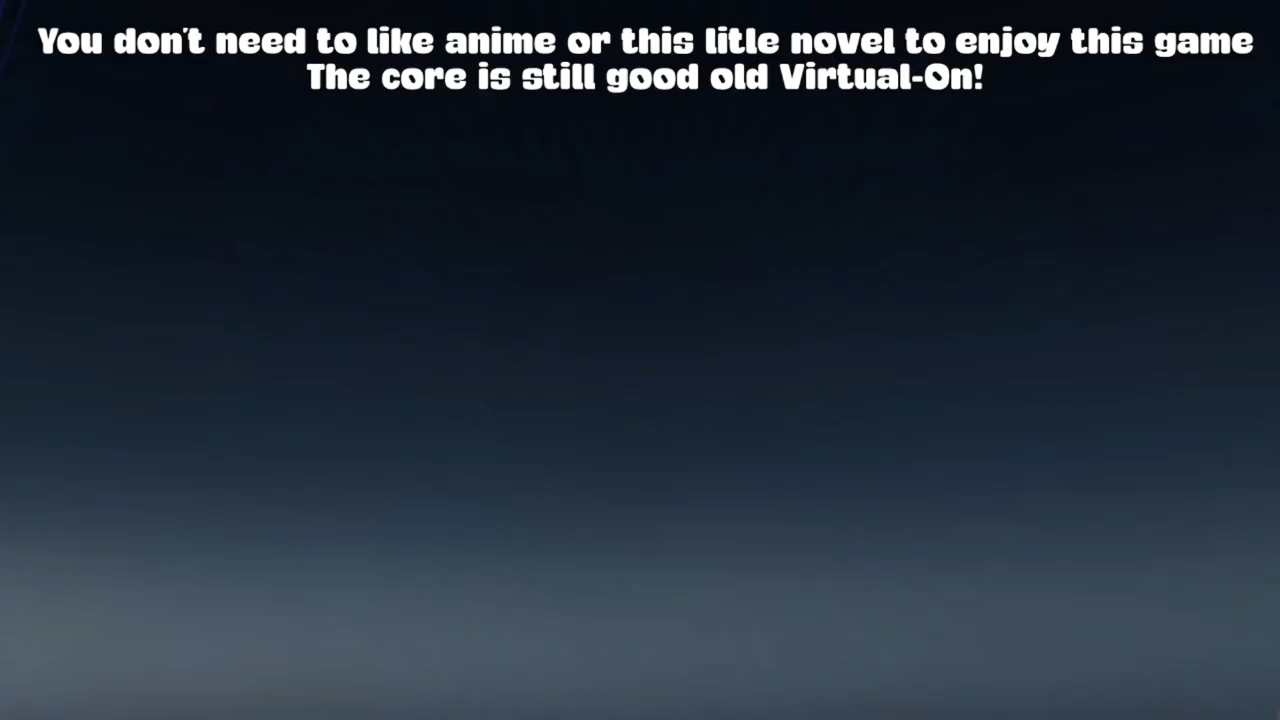 You don't need to like anime or this litle novel to enjoy this game
The core is still good old Virtual-On!